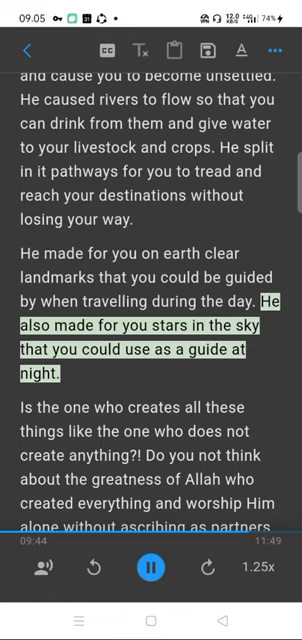 09.05
31
12.0
KB/S
74%
CC
and cause you to become unsettled.
He caused rivers to flow so that you
can drink from them and give water
to your livestock and crops. He split
in it pathways for you to tread and
reach your destinations without
losing your way.
He made for you on earth clear
landmarks that you could be guided
by when travelling during the day. He
also made for you stars in the sky
that you could use as a guide at
night.
Is the one who creates all these
things like the one who does not
create anything?! Do you not think
about the greatness of Allah who
created everything and worship Him
alone without ascribing as partners
09:44
11:49
1.25x